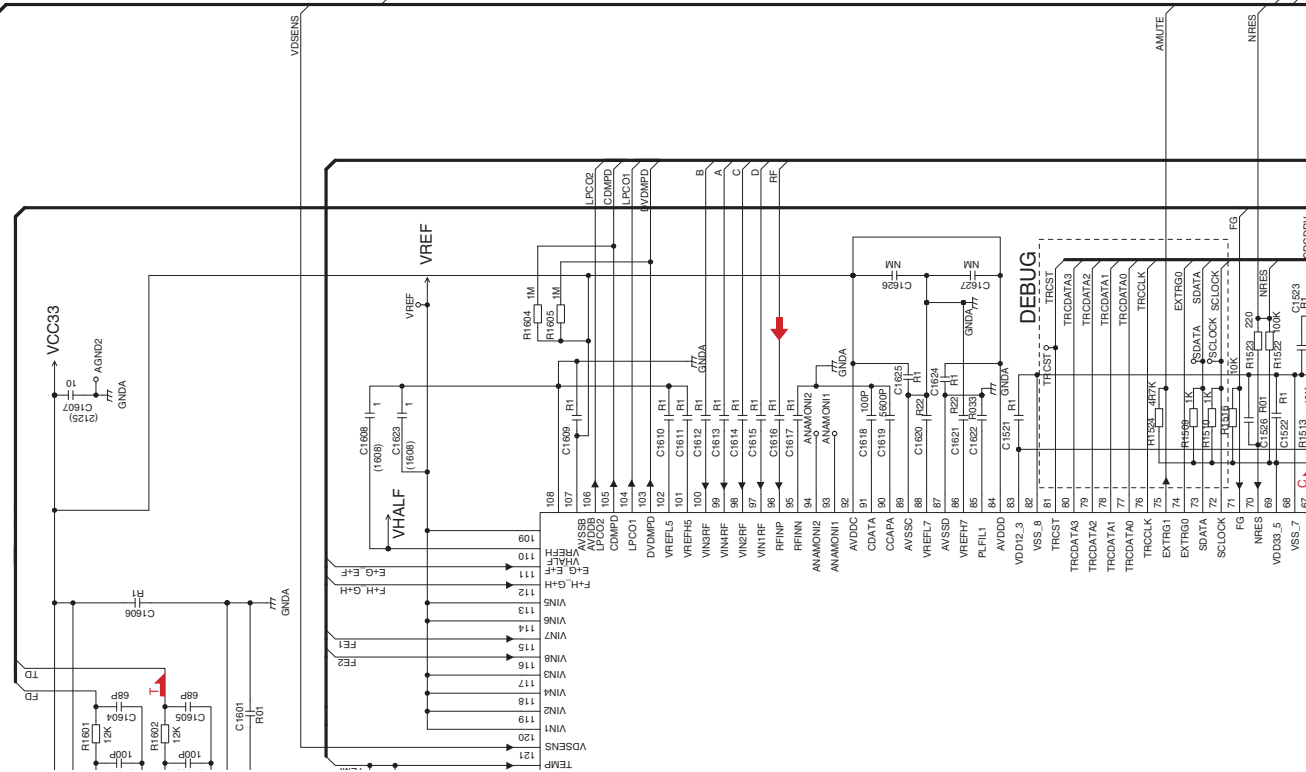 VDSENS
AMUTE
NRES
LPCO2
CDMPD
LPCO1
DVDMPD
B
A
C
D
RF
FG
VREF
VREF
VCC33
AGND2
10
C1607
(2125)
GNDA
R1604
1M
R1605
1M
NM
C1626
NM
C1627
GNDA
DEBUG
TRCST
TRCDATA3
TRCDATA2
TRCDATA1
TRCDATA0
TRCCLK
EXTRG0
SDATA
SCLOCK
NRES
TRCST
SDATA
SCLOCK
220
R1523
100K
R1522
C1523
R1
C1608
1
(1608)
C1623
1
(1608)
R1
C1609
GNDA
R1
C1610
R1
C1611
R1
C1612
R1
C1613
R1
C1614
R1
C1615
R1
C1616
R1
C1617
ANAMONI2
ANAMONI1
GNDA
100P
C1618
5600P
C1619
C1625
R1
C1624
R1
R22
C1620
R22
C1621
R033
C1622
GNDA
R1
C1521
4R7K
R1524
1K
R1509
1K
R1510
10K
R1516
R01
C1526
R1
C1522
R1513
C
VHALF
108
107
106
105
104
103
102
101
100
99
98
97
96
95
94
93
92
91
90
89
88
87
86
85
84
83
82
81
80
79
78
77
76
75
74
73
72
71
70
69
68
67
AVSSB
AVDDB
LPCO2
CDMPD
LPCO1
DVDMPD
VREFL5
VREFH5
VIN3RF
VIN4RF
VIN2RF
VIN1RF
RFINP
RFINN
ANAMONI2
ANAMONI1
AVDDC
CDATA
CCAPA
AVSSC
VREFL7
AVSSD
VREFH7
PLFIL1
AVDDD
VDD12_3
VSS_8
TRCST
TRCDATA3
TRCDATA2
TRCDATA1
TRCDATA0
TRCCLK
EXTRG1
EXTRG0
SDATA
SCLOCK
FG
NRES
VDD33_5
VSS_7
109
VREFH
110
VHALF
E+G_E+F
E+G_E+F
111
F+H_G+H
F+H_G+H
112
VIN5
113
VIN6
114
VIN7
FE1
115
VIN8
FE2
116
VIN3
117
VIN4
118
VIN2
119
VIN1
120
VDSENS
121
TEMP
R1
C1606
GNDA
TD
FD
T
68P
C1604
68P
C1605
R1601
12K
R1602
12K
C1601
R01
100P
100P